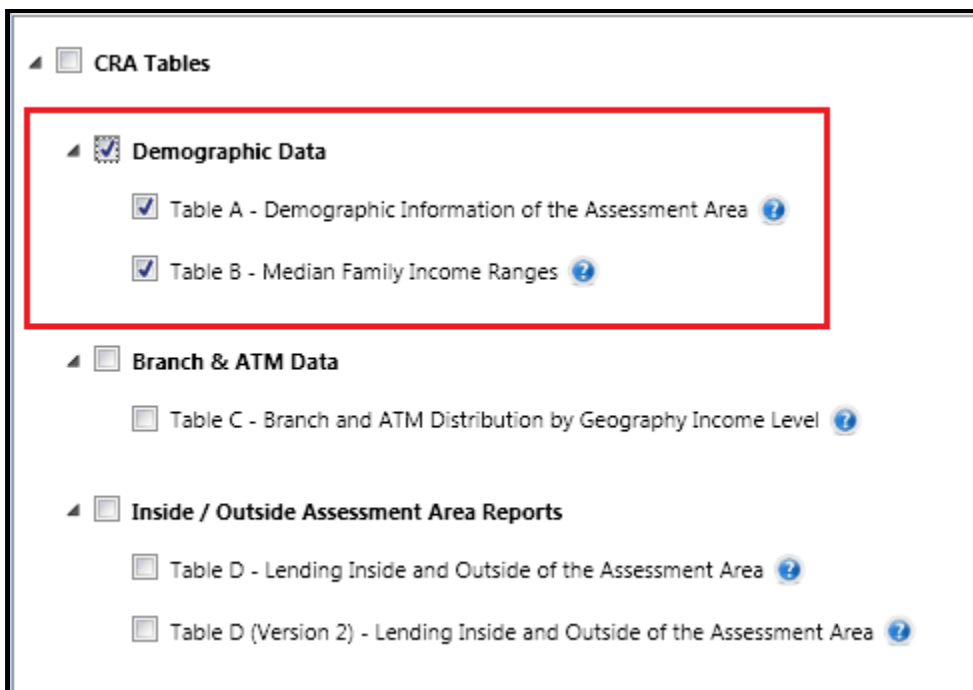 CRA Tables
Demographic Data
Table A - Demographic Information of the Assessment Area ?
Table B - Median Family Income Ranges ?
Branch & ATM Data
Table C - Branch and ATM Distribution by Geography Income Level ?
Inside / Outside Assessment Area Reports
Table D - Lending Inside and Outside of the Assessment Area ?
Table D (Version 2) - Lending Inside and Outside of the Assessment Area ?